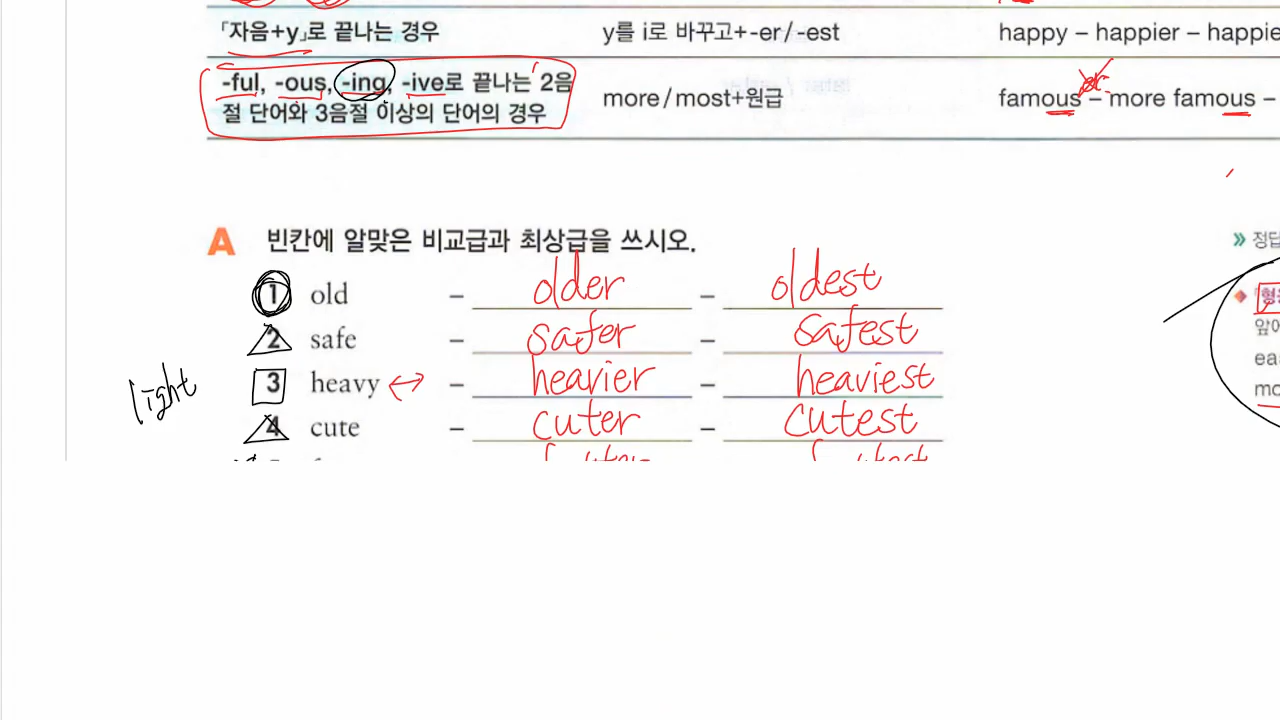 「자음+y」로 끝나는 경우 y를 i로 바꾸고+-er/-est happy – happier – happie
-ful, -ous, -ing, -ive로 끝나는 2음
절 단어와 3음절 이상의 단어의 경우 more/most+원급 famous – more famous –
er
A 빈칸에 알맞은 비교급과 최상급을 쓰시오.
» 정답
1 old – older – oldest
2 safe – safer – safest
앞에
3 heavy ↔ – heavier – heaviest
light
ea
mo
4 cute – cuter – cutest